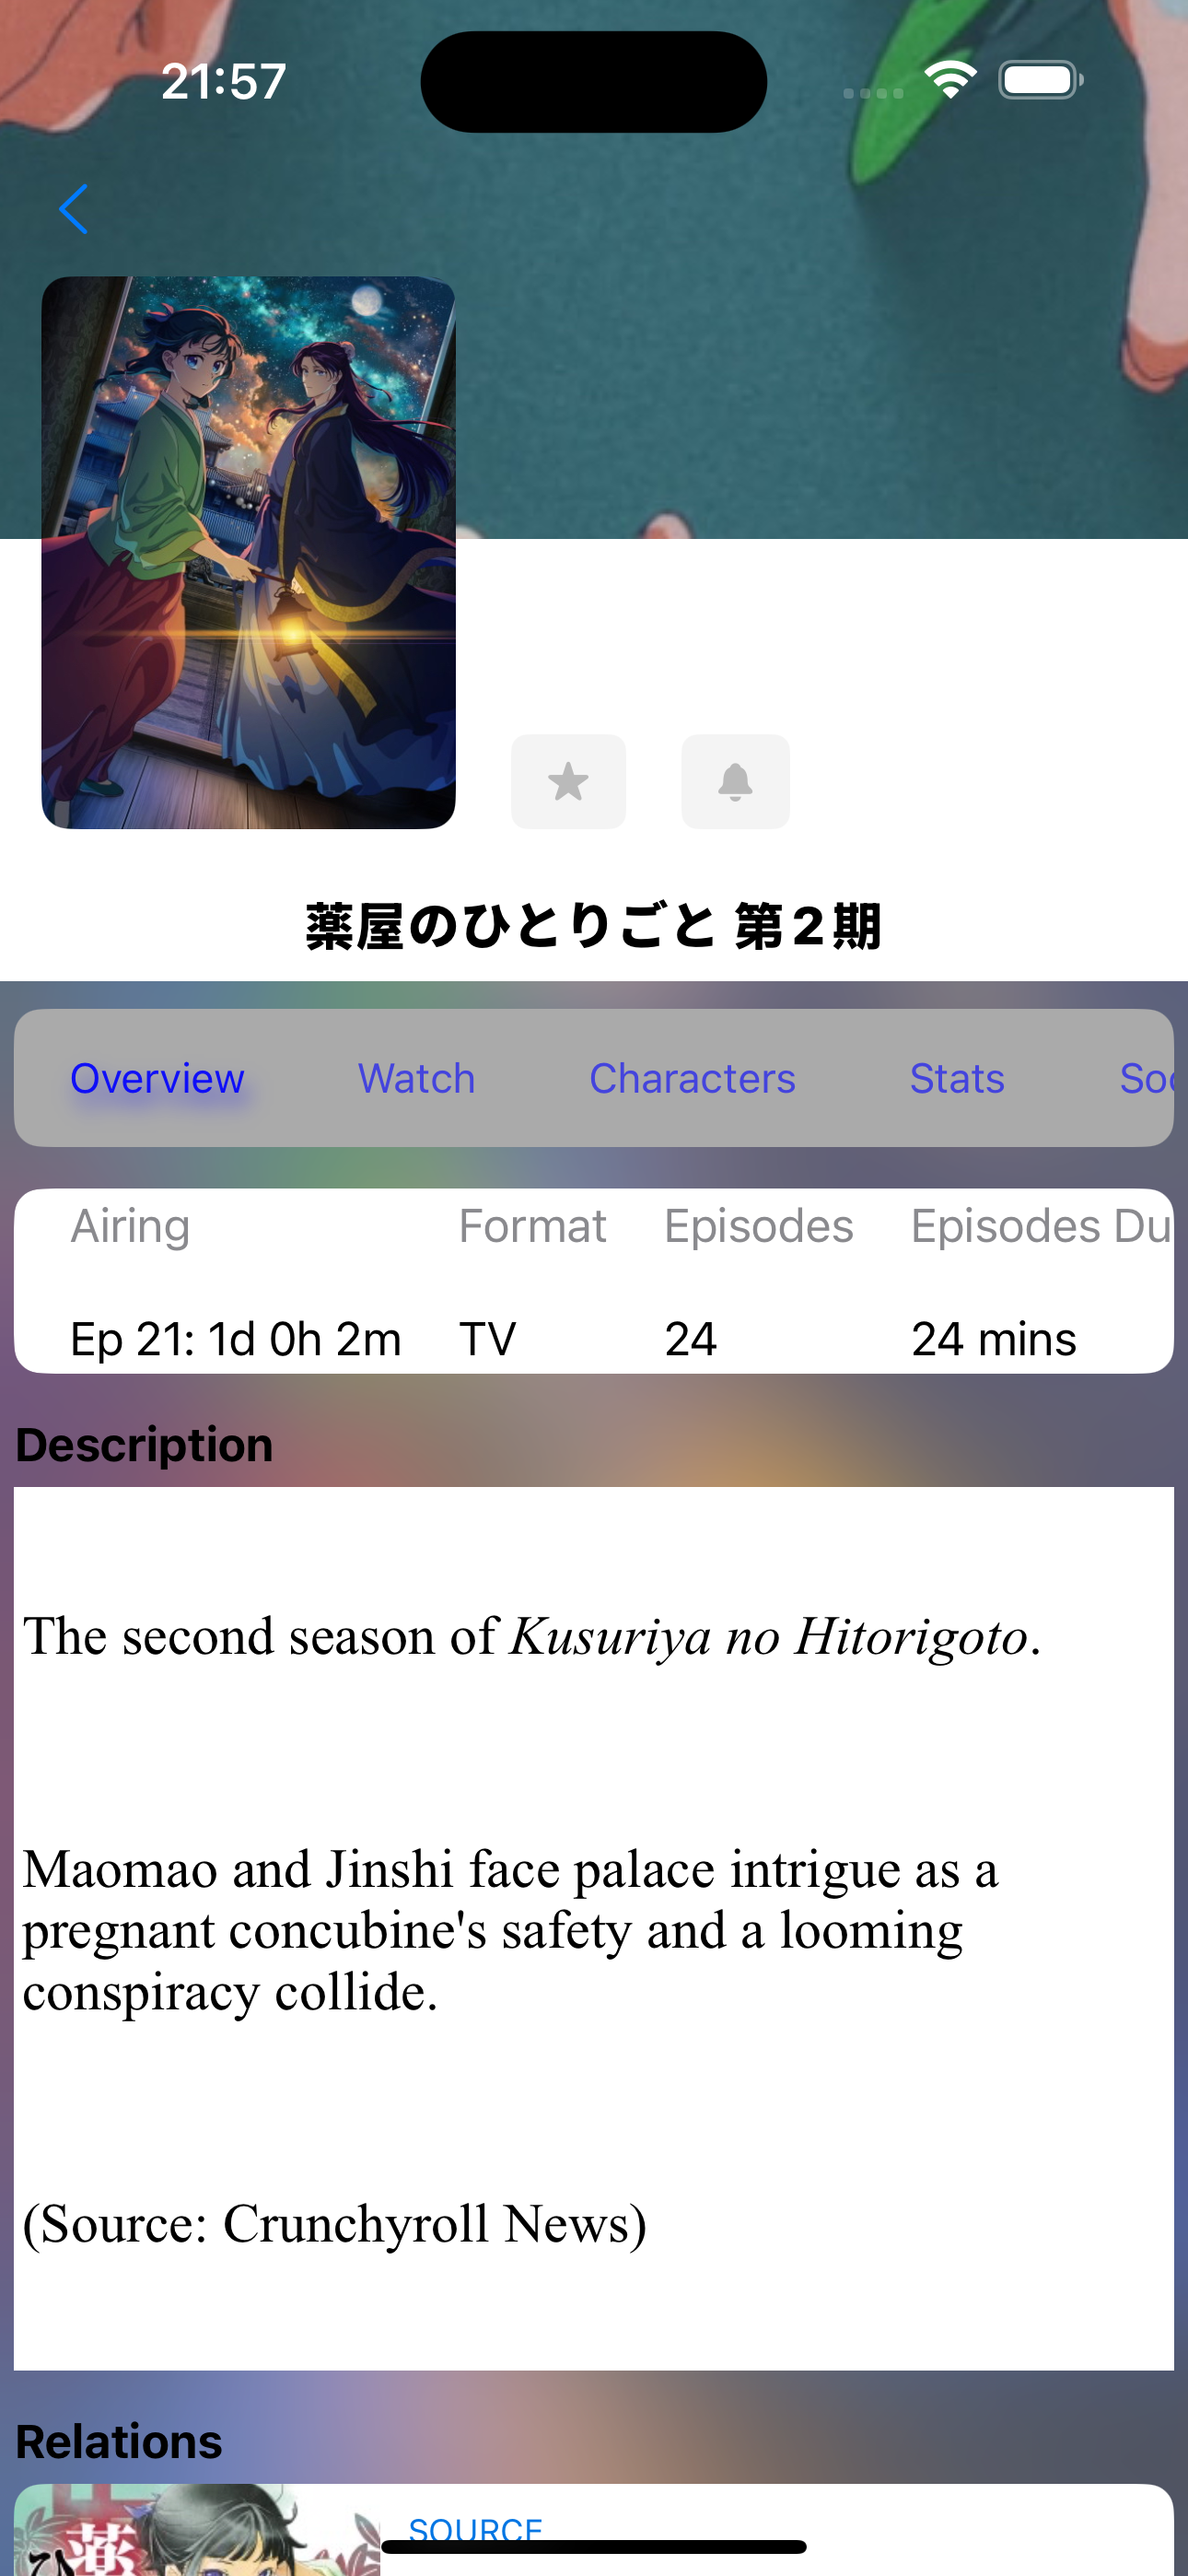 21:57
薬屋のひとりごと 第2期
Overview Watch Characters Stats
Airing Format Episodes Episodes Du
Ep 21: 1d 0h 2m TV 24 24 mins
Description
The second season of Kusuriya no Hitorigoto.
Maomao and Jinshi face palace intrigue as a
pregnant concubine's safety and a looming
conspiracy collide.
(Source: Crunchyroll News)
Relations
SOURCE
薬
ひ